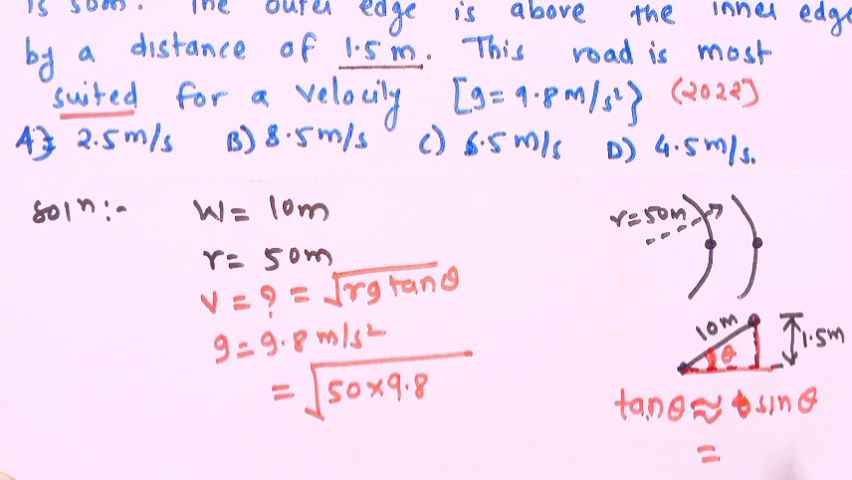 is 50m. The outer edge is above the inner edge
by a distance of 1.5 m. This road is most
suited for a velocity [g = 9.8 m/s²} (2022)
A} 2.5 m/s B) 8.5 m/s C) 6.5 m/s D) 4.5 m/s.
soln:-
W = 10m
r = 50m
v = ? = √rg tanθ
g = 9.8 m/s²
= √50×9.8
r=50m
10m
1.5m
θ
tanθ ≈ sinθ
=